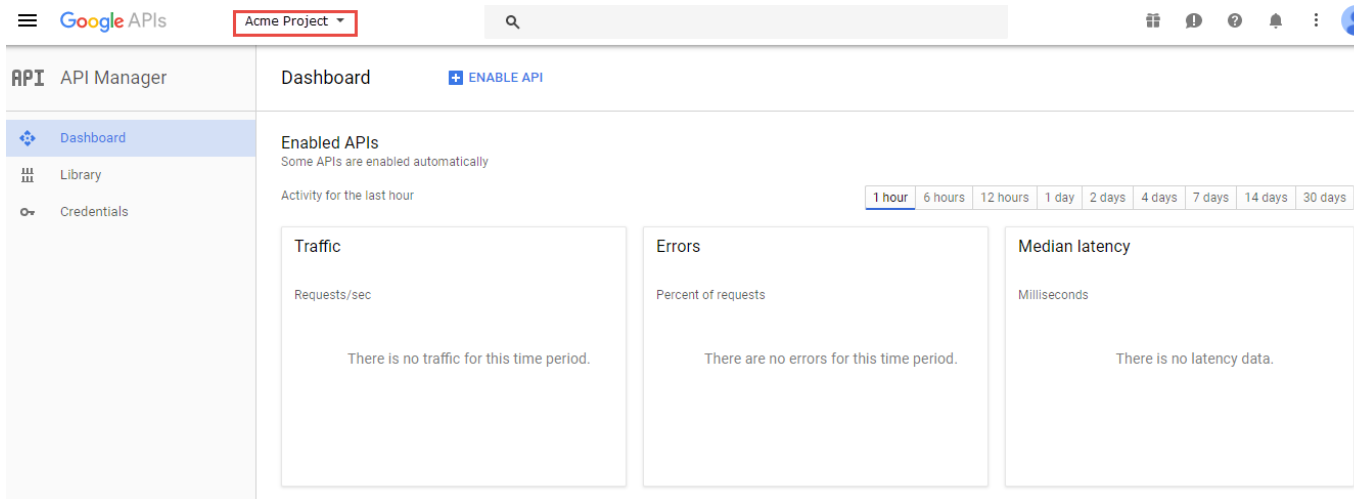 Google APIs
Acme Project
API API Manager
Dashboard
ENABLE API
Dashboard
Library
Credentials
Enabled APIs
Some APIs are enabled automatically
Activity for the last hour
1 hour 6 hours 12 hours 1 day 2 days 4 days 7 days 14 days 30 days
Traffic
Requests/sec
There is no traffic for this time period.
Errors
Percent of requests
There are no errors for this time period.
Median latency
Milliseconds
There is no latency data.